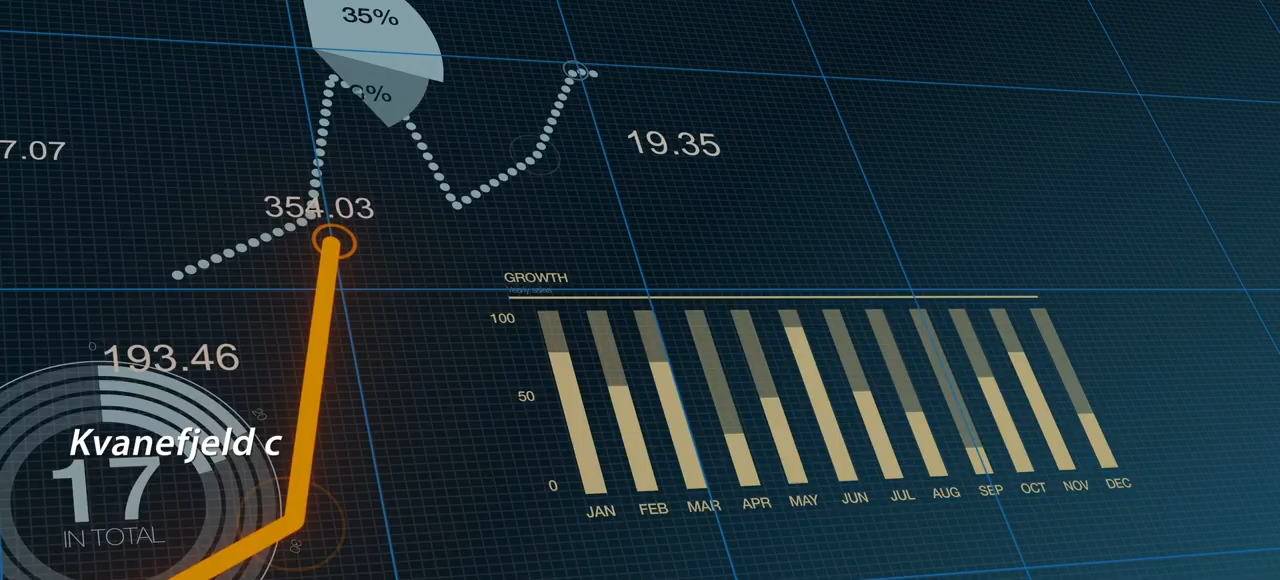 35%
%
7.07
19.35
354.03
GROWTH
100
193.46
50
Kvanefjeld c
17
IN TOTAL
0
JAN FEB MAR APR MAY JUN JUL AUG SEP OCT NOV DEC